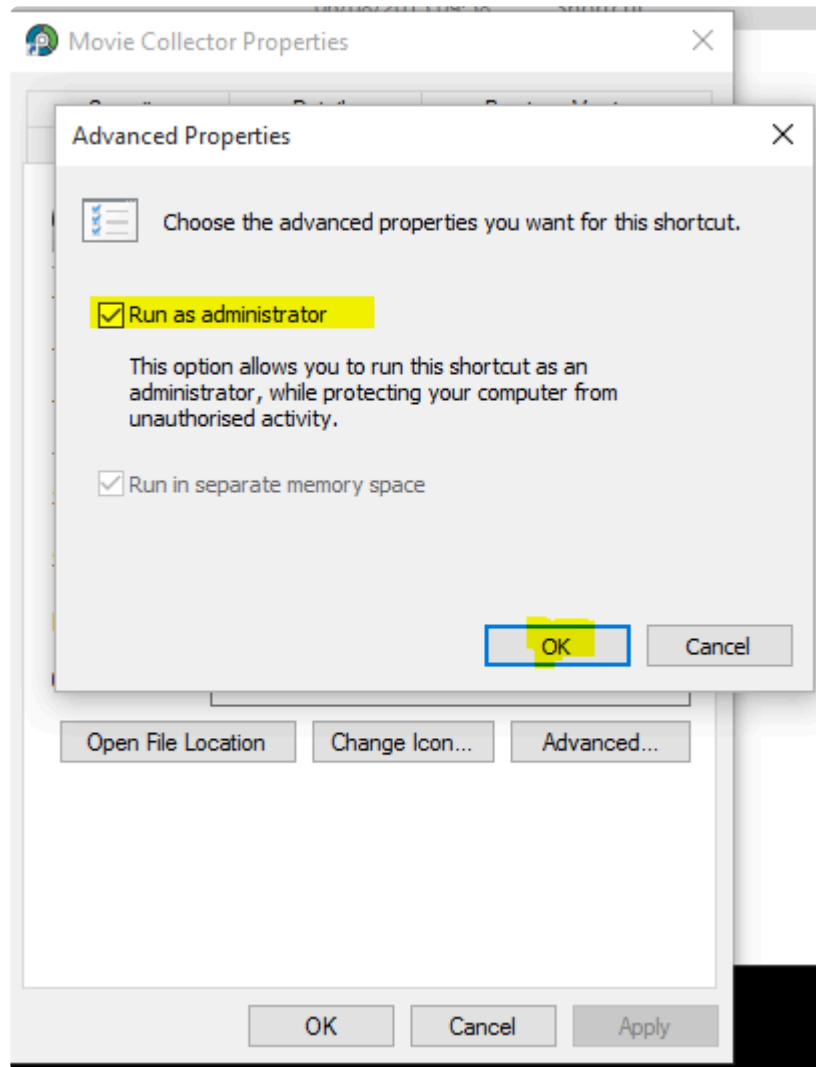 Movie Collector Properties
Advanced Properties
Choose the advanced properties you want for this shortcut.
Run as administrator
This option allows you to run this shortcut as an
administrator, while protecting your computer from
unauthorised activity.
Run in separate memory space
OK
Cancel
Open File Location
Change Icon...
Advanced...
OK
Cancel
Apply